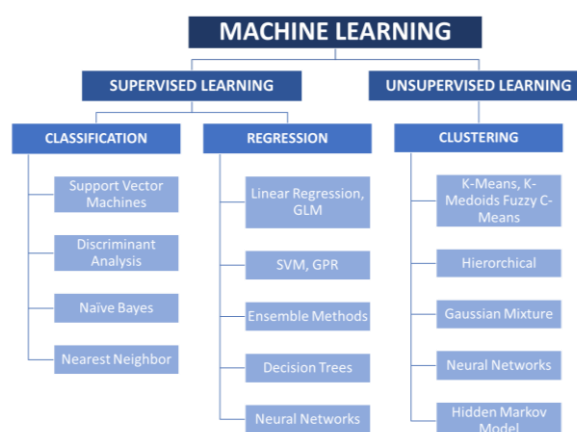 MACHINE LEARNING
SUPERVISED LEARNING
UNSUPERVISED LEARNING
CLASSIFICATION
REGRESSION
CLUSTERING
Support Vector
Machines
Discriminant
Analysis
Naïve Bayes
Nearest Neighbor
Linear Regression,
GLM
SVM, GPR
Ensemble Methods
Decision Trees
Neural Networks
K-Means, K-
Medoids Fuzzy C-
Means
Hierorchical
Gaussian Mixture
Neural Networks
Hidden Markov
Model